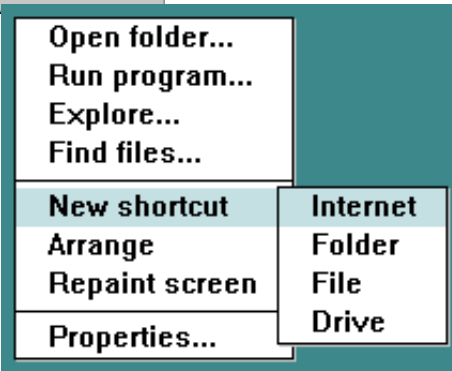 Open folder...
Run program...
Explore...
Find files...
New shortcut
Arrange
Repaint screen
Properties...
Internet
Folder
File
Drive